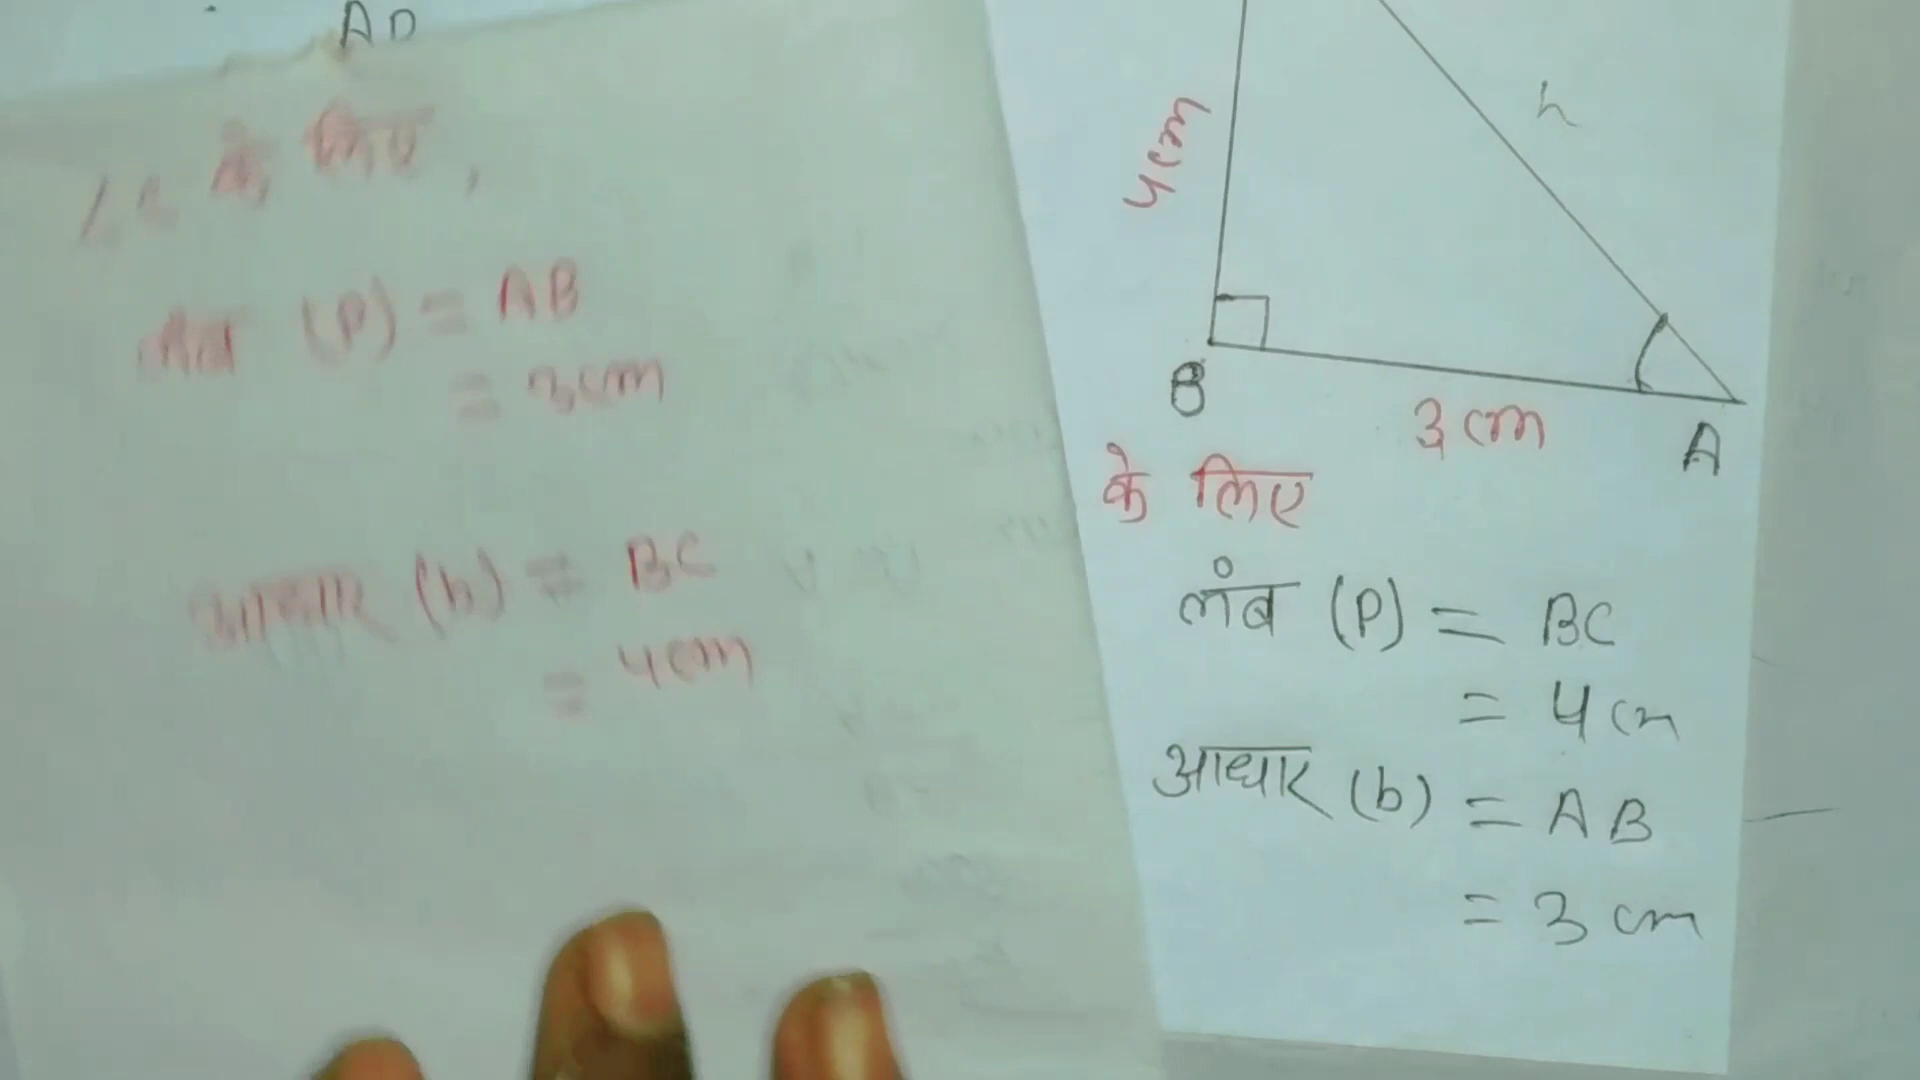 AD
∠C के लिए,
लंब (P) = AB
= 3cm
आधार (b) = BC
= 4cm
4cm
h
B
3 cm
A
के लिए
लंब (P) = BC
= 4 cm
आधार (b) = AB
= 3 cm